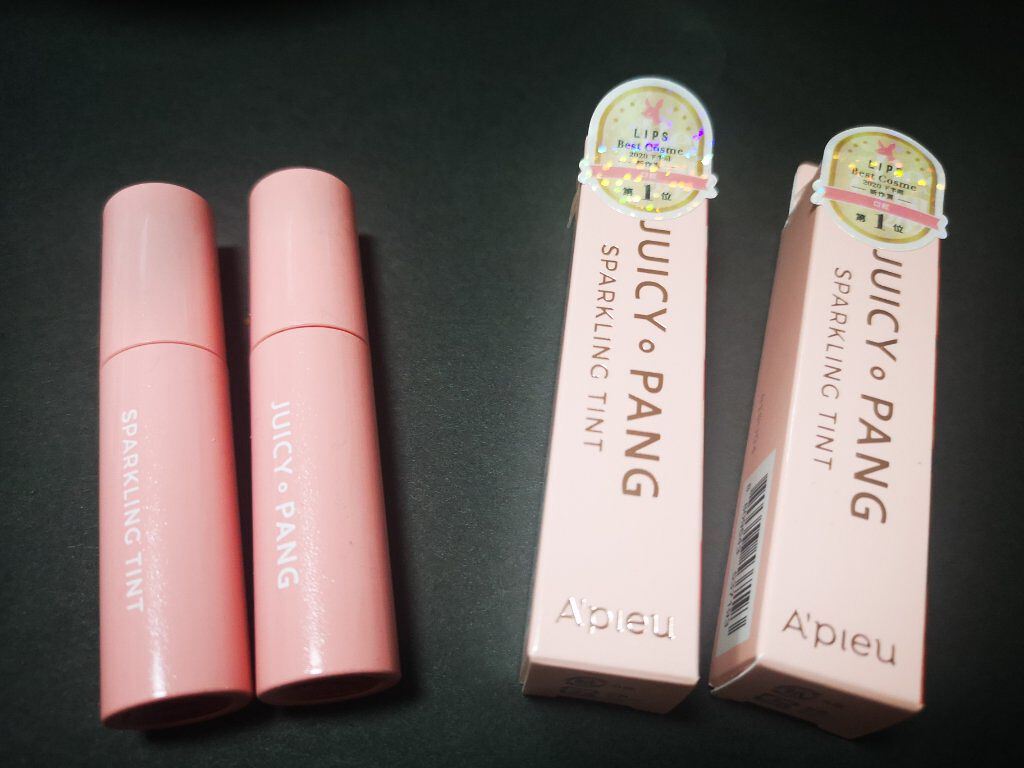 SPARKLING TINT
JUICY PANG
LIPS
Best Cosme
第 1 位
JUICY PANG
SPARKLING TINT
A'pieu
LIPS
Best Cosme
第 1 位
JUICY PANG
SPARKLING TINT
A'pieu